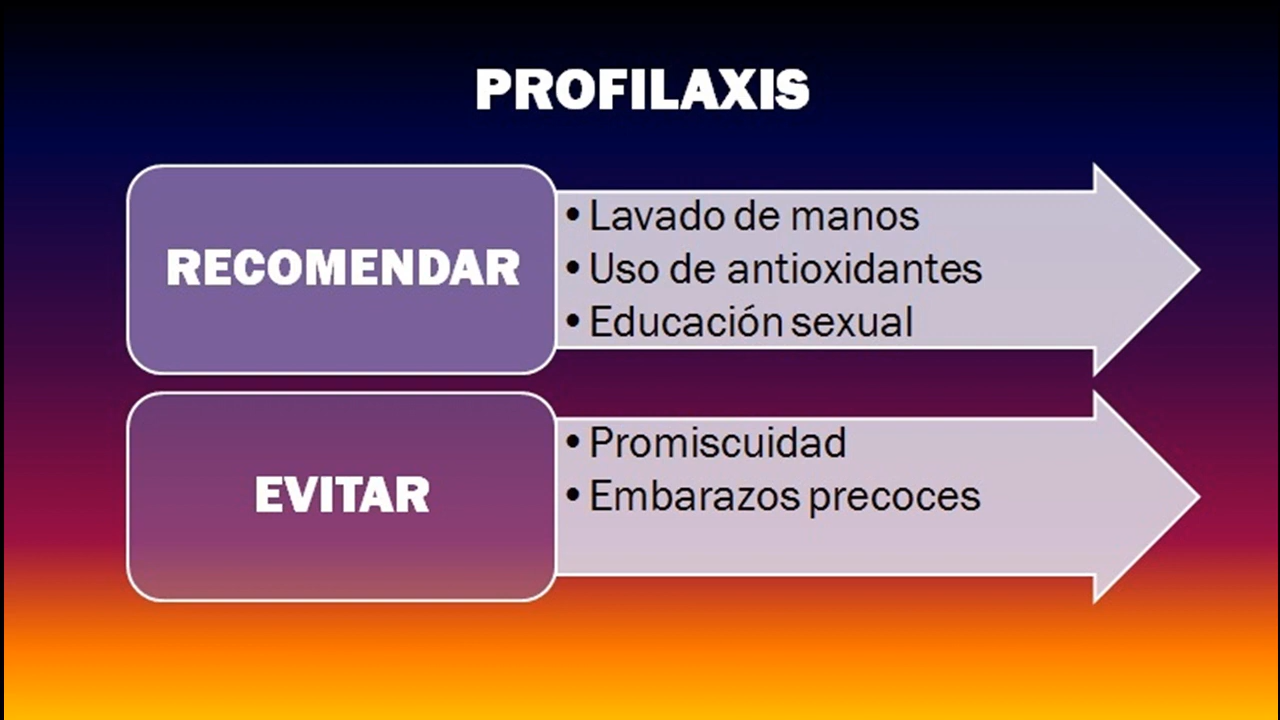 PROFILAXIS
RECOMENDAR
• Lavado de manos
• Uso de antioxidantes
• Educación sexual
EVITAR
• Promiscuidad
• Embarazos precoces